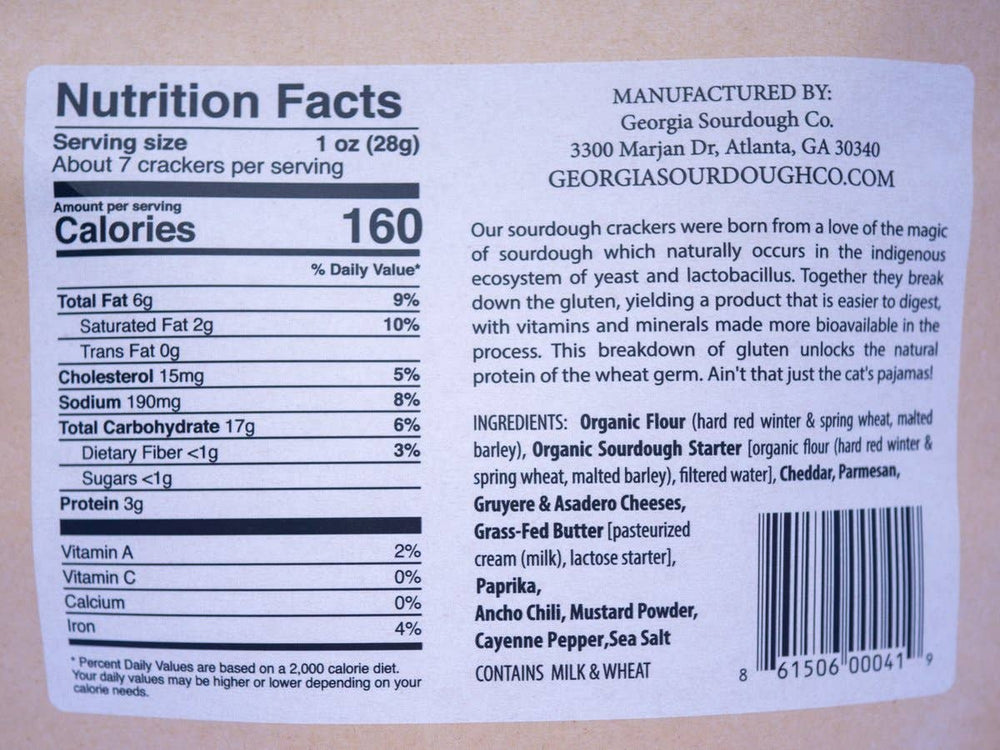 Nutrition Facts
Serving size 1 oz (28g)
About 7 crackers per serving
Amount per serving
Calories 160
% Daily Value*
Total Fat 6g 9%
Saturated Fat 2g 10%
Trans Fat 0g
Cholesterol 15mg 5%
Sodium 190mg 8%
Total Carbohydrate 17g 6%
Dietary Fiber <1g 3%
Sugars <1g
Protein 3g
Vitamin A 2%
Vitamin C 0%
Calcium 0%
Iron 4%
* Percent Daily Values are based on a 2,000 calorie diet.
Your daily values may be higher or lower depending on your
calorie needs.
MANUFACTURED BY:
Georgia Sourdough Co.
3300 Marjan Dr, Atlanta, GA 30340
GEORGIASOURDOUGHCO.COM
Our sourdough crackers were born from a love of the magic
of sourdough which naturally occurs in the indigenous
ecosystem of yeast and lactobacillus. Together they break
down the gluten, yielding a product that is easier to digest,
with vitamins and minerals made more bioavailable in the
process. This breakdown of gluten unlocks the natural
protein of the wheat germ. Ain't that just the cat's pajamas!
INGREDIENTS: Organic Flour (hard red winter & spring wheat, malted
barley), Organic Sourdough Starter [organic flour (hard red winter &
spring wheat, malted barley), filtered water], Cheddar, Parmesan,
Gruyere & Asadero Cheeses,
Grass-Fed Butter [pasteurized
cream (milk), lactose starter],
Paprika,
Ancho Chili, Mustard Powder,
Cayenne Pepper,Sea Salt
CONTAINS MILK & WHEAT
8 61506 00041 9